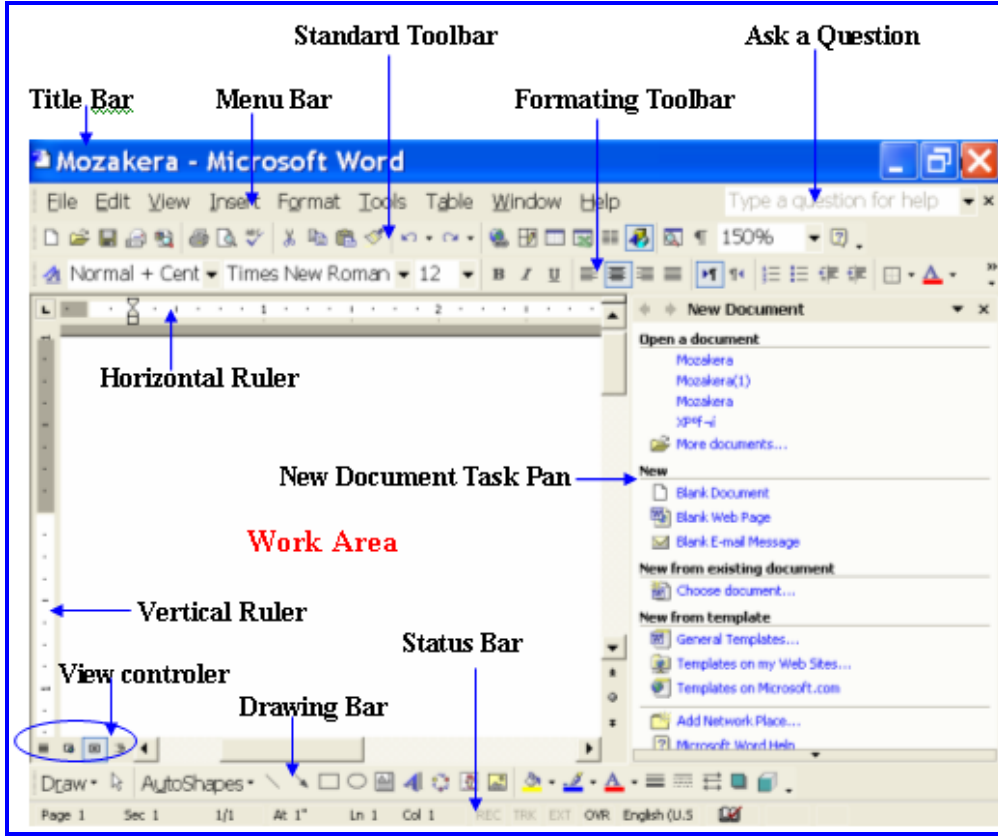 Standard Toolbar Ask a Question
Title Bar Menu Bar Formating Toolbar
Mozakera - Microsoft Word
File Edit View Insert Format Tools Table Window Help Type a question for help
150%
Normal + Cent Times New Roman 12 B I U
1 2
New Document
Open a document
Mozakera
Mozakera(1)
Mozakera
More documents...
Horizontal Ruler
New Document Task Pan
New
Blank Document
Blank Web Page
Blank E-mail Message
Work Area
New from existing document
Choose document...
Vertical Ruler
New from template
General Templates...
Status Bar
Templates on my Web Sites...
View controler
Templates on Microsoft.com
Drawing Bar
Add Network Place...
Microsoft Word Help
Draw AutoShapes
Page 1 Sec 1 1/1 At 1" Ln 1 Col 1 REC TRK EXT OVR English (U.S